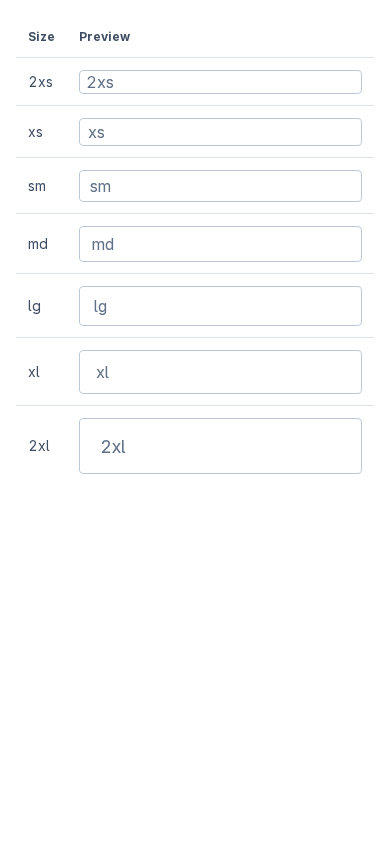 Size Preview
2xs 2xs
xs xs
sm sm
md md
lg lg
xl xl
2xl 2xl